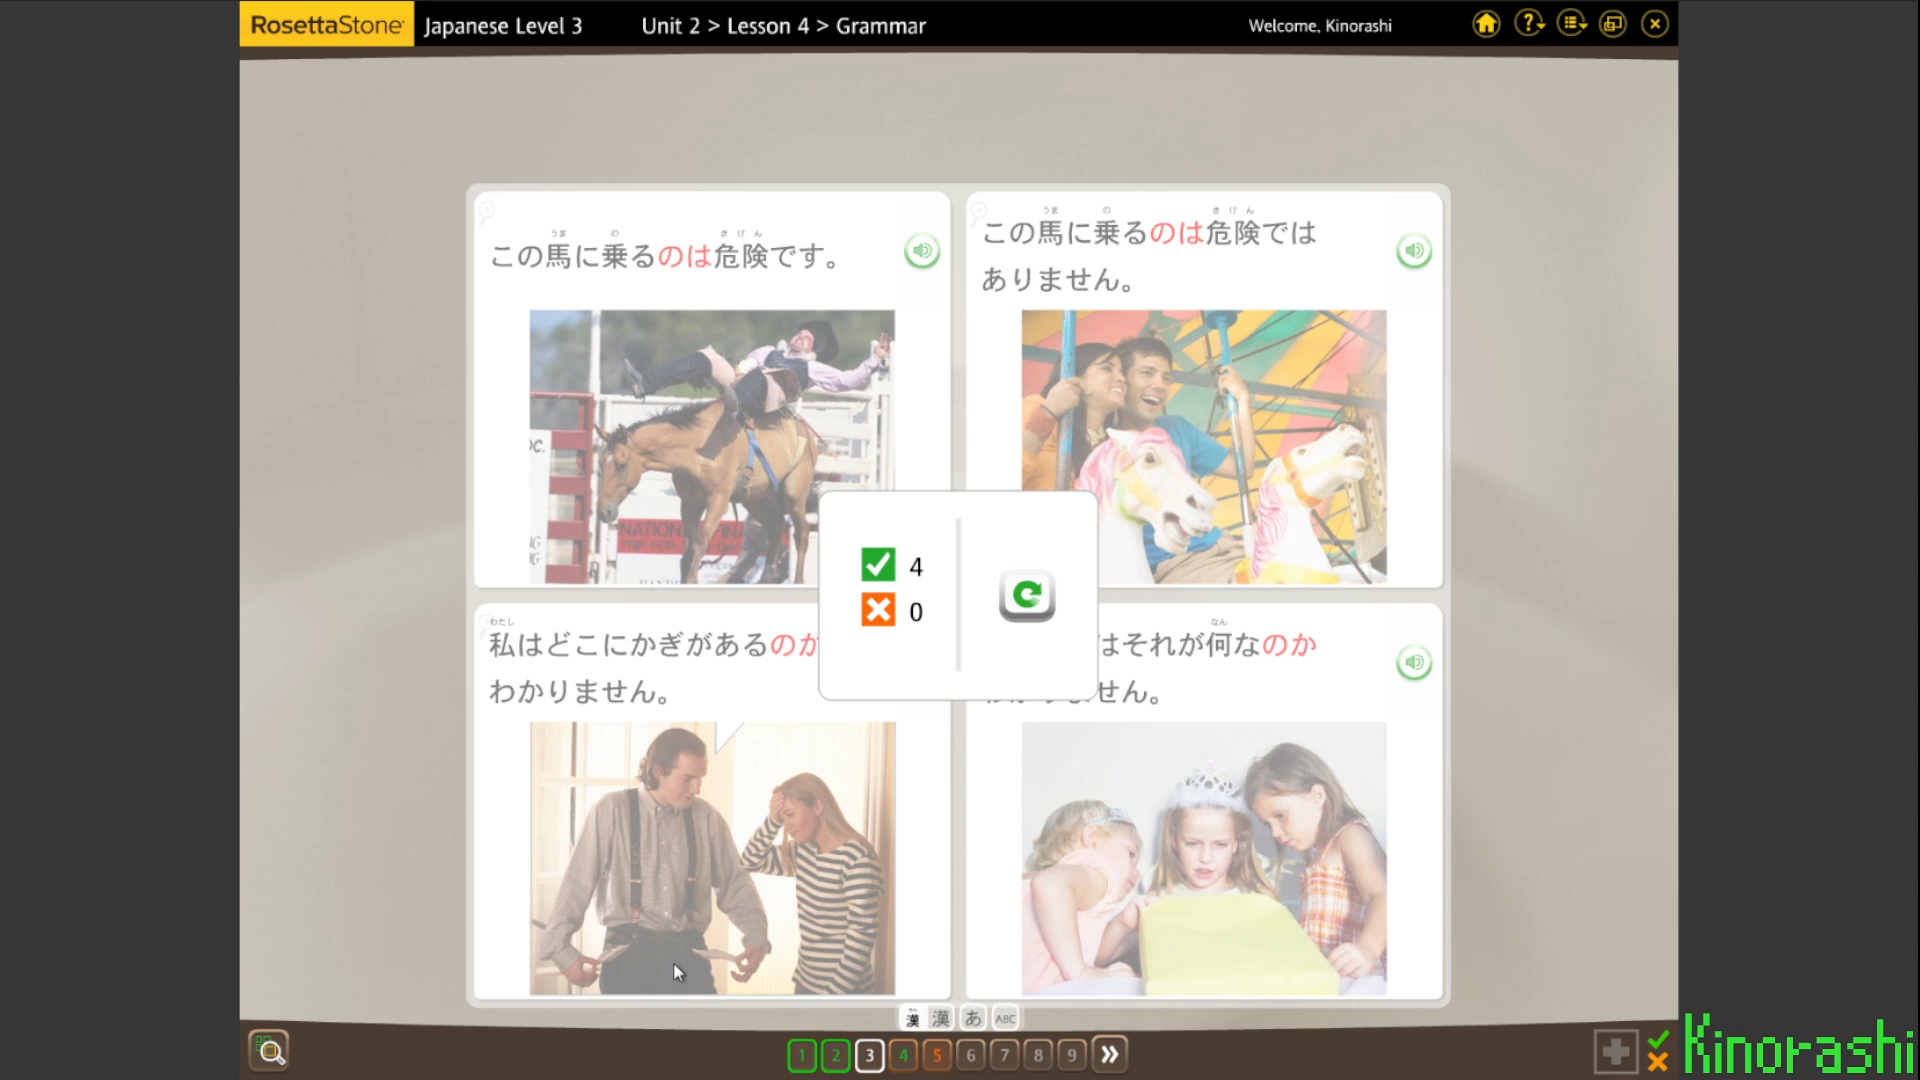 RosettaStone
Japanese Level 3
Unit 2 > Lesson 4 > Grammar
Welcome, Kinorashi
この馬に乗るのは危険です。
うま の きけん
この馬に乗るのは危険では
うま の きけん
ありません。
NATION
私はどこにかぎがあるのか
わたし
わかりません。
4
0
はそれが何なのか
なん
せん。
漢 漢 あ ABC
1 2 3 4 5 6 7 8 9
Kinorashi